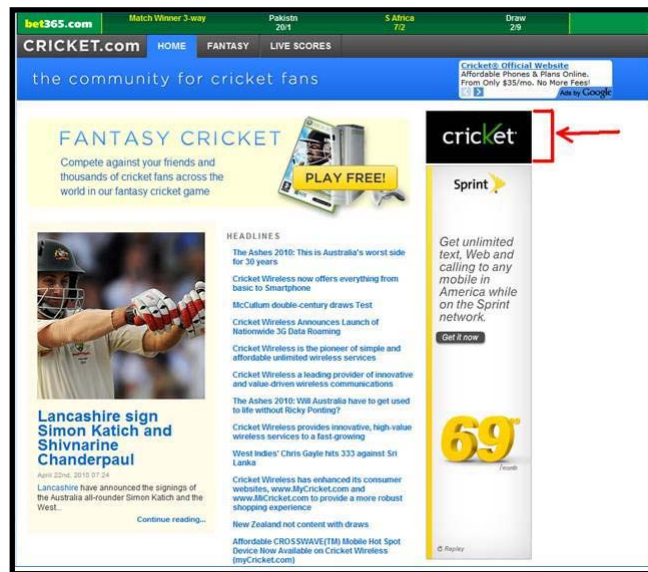 bet365.com
Match Winner 3-way
Pakistn
20/1
S Africa
7/2
Draw
2/9
CRICKET.com HOME FANTASY LIVE SCORES
the community for cricket fans
Cricket® Official Website
Affordable Phones & Plans Online.
From Only $35/mo. No More Fees!
Ads by Google
FANTASY CRICKET
Compete against your friends and
thousands of cricket fans across the
world in our fantasy cricket game
PLAY FREE!
cricket
Sprint
Get unlimited
text, Web and
calling to any
mobile in
America while
on the Sprint
network.
Get it now
69
/month
Replay
Lancashire sign
Simon Katich and
Shivnarine
Chanderpaul
April 22nd, 2010 07:24
Lancashire have announced the signings of
the Australia all-rounder Simon Katich and the
West...
Continue reading...
HEADLINES
The Ashes 2010: This is Australia's worst side
for 30 years
Cricket Wireless now offers everything from
basic to Smartphone
McCullum double-century draws Test
Cricket Wireless Announces Launch of
Nationwide 3G Data Roaming
Cricket Wireless is the pioneer of simple and
affordable unlimited wireless services
Cricket Wireless a leading provider of innovative
and value-driven wireless communications
The Ashes 2010: Will Australia have to get used
to life without Ricky Ponting?
Cricket Wireless provides innovative, high-value
wireless services to a fast-growing
West Indies' Chris Gayle hits 333 against Sri
Lanka
Cricket Wireless has enhanced its consumer
websites, www.MyCricket.com and
www.MiCricket.com to provide a more robust
shopping experience
New Zealand not content with draws
Affordable CROSSWAVE(TM) Mobile Hot Spot
Device Now Available on Cricket Wireless
(myCricket.com)